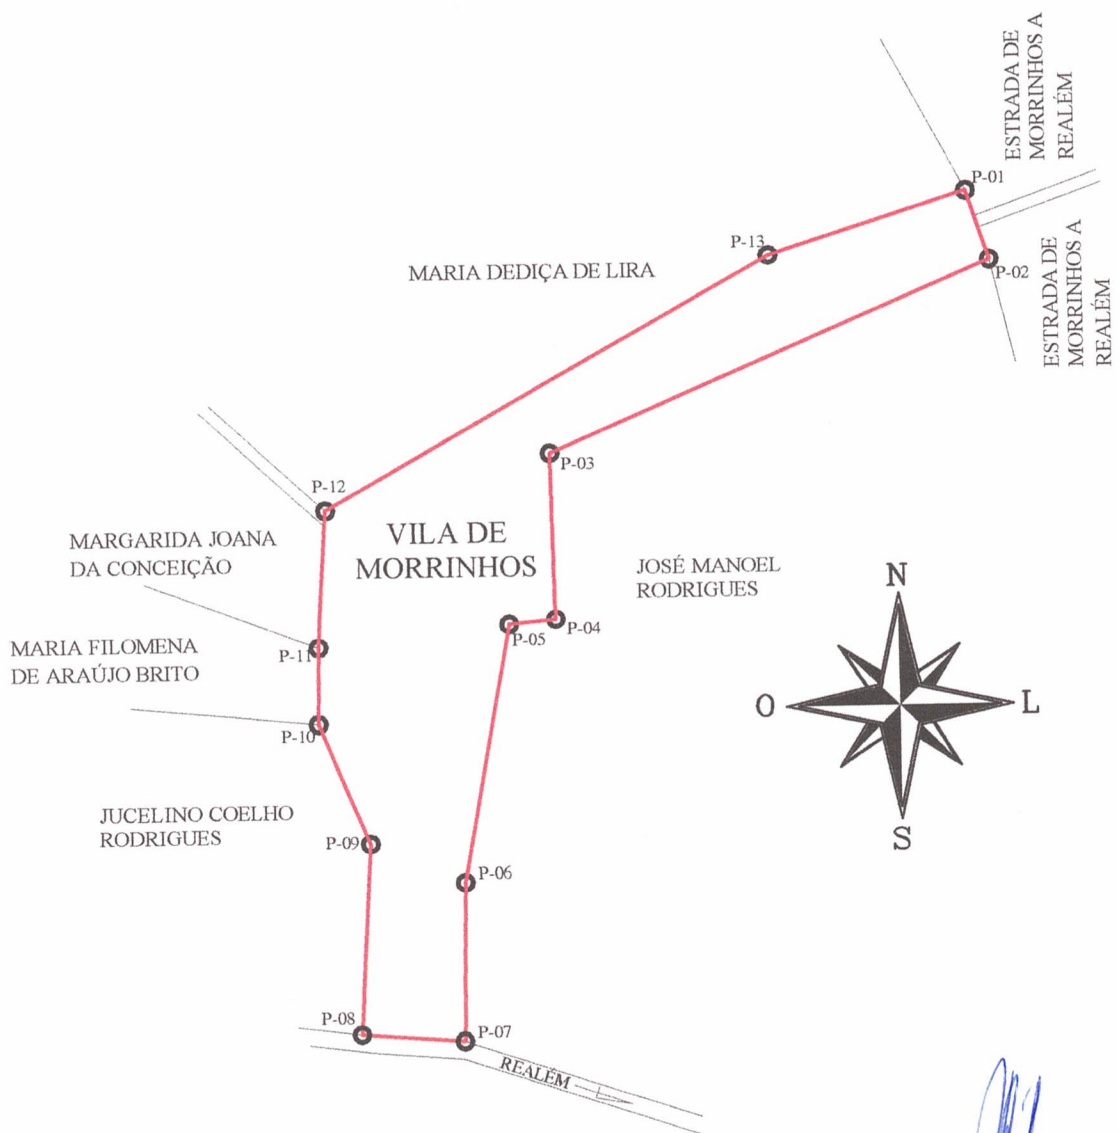 ESTRADA DE
MORRINHOS A
REALÉM
P-01
P-13
P-02
ESTRADA DE
MORRINHOS A
REALÉM
MARIA DEDIÇA DE LIRA
P-03
P-12
VILA DE
MORRINHOS
MARGARIDA JOANA
DA CONCEIÇÃO
JOSÉ MANOEL
RODRIGUES
N
P-04
P-05
MARIA FILOMENA
DE ARAÚJO BRITO
P-11
O
L
P-10
JUCELINO COELHO
RODRIGUES
P-09
S
P-06
P-08
P-07
REALÉM